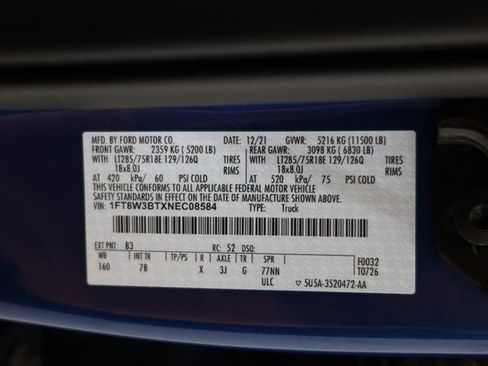 MFD. BY FORD MOTOR CO. 12/21 GVWR: 5216 KG (11500 LB)
FRONT GAWR: 2359 KG (5200 LB) REAR GAWR: 3098 KG (6830 LB)
WITH LT285/75R18E 129/126Q TIRES WITH LT285/75R18E 129/126Q TIRES
18x8.0J RIMS 18x8.0J RIMS
AT 420 kPa/ 60 PSI COLD AT 520 kPa/ 75 PSI COLD
THIS VEHICLE CONFORMS TO ALL APPLICABLE FEDERAL MOTOR VEHICLE
SAFETY STANDARDS IN EFFECT ON THE DATE OF MANUFACTURE SHOWN ABOVE.
VIN: 1FT8W3BTXNEC08584 TYPE: Truck
EXT PNT: B3 RC: 52 DSO: F0032
WB INT TR TP/PS R AXLE TR SPR T0726
160 7B X 3J G 77NN
ULC ▽ 5U5A-3520472-AA